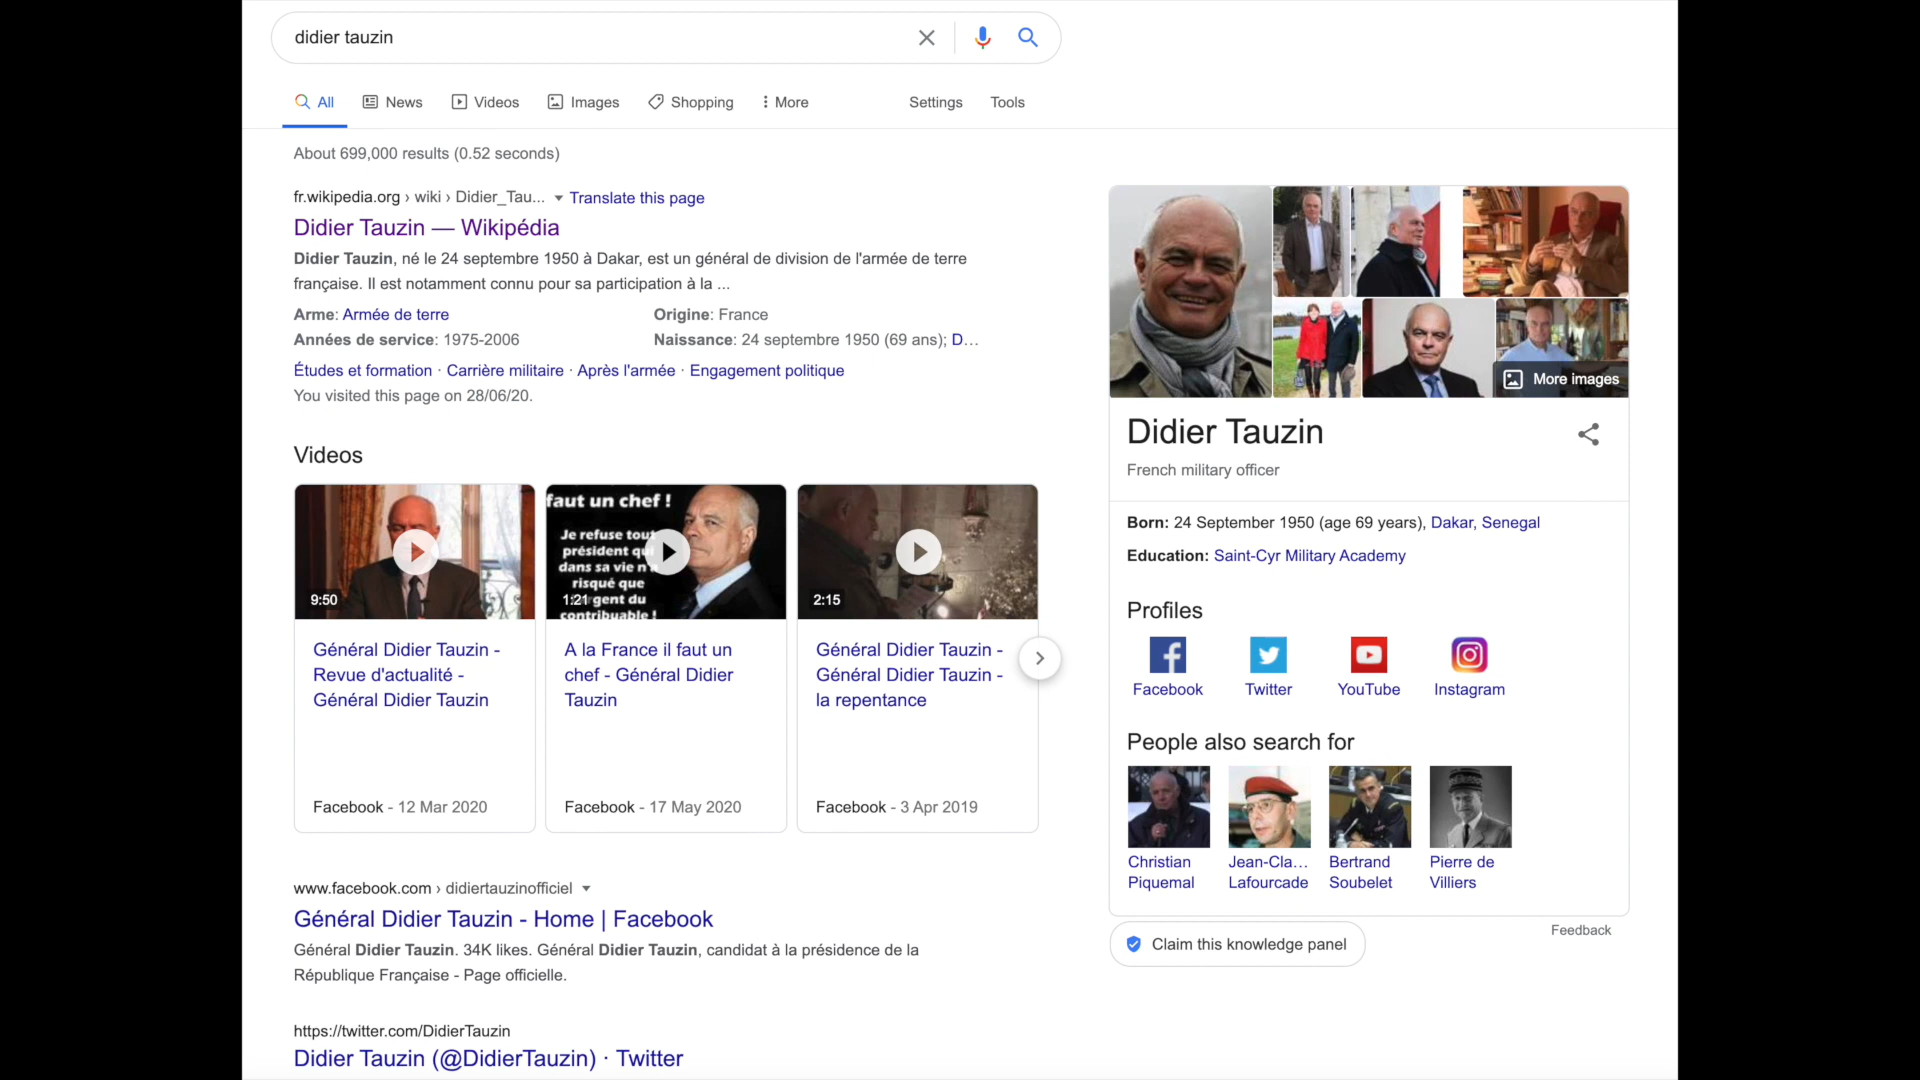 didier tauzin
All
News
Videos
Images
Shopping
More
Settings
Tools
About 699,000 results (0.52 seconds)
fr.wikipedia.org › wiki › Didier_Tau... Translate this page
Didier Tauzin — Wikipédia
Didier Tauzin, né le 24 septembre 1950 à Dakar, est un général de division de l'armée de terre
française. Il est notamment connu pour sa participation à la ...
Arme: Armée de terre
Origine: France
Années de service: 1975-2006
Naissance: 24 septembre 1950 (69 ans); D...
Études et formation · Carrière militaire · Après l'armée · Engagement politique
You visited this page on 28/06/20.
Videos
9:50
Général Didier Tauzin -
Revue d'actualité -
Général Didier Tauzin
Facebook - 12 Mar 2020
faut un chef !
Je refuse tout
président qu
dans sa vie n'a
risqué que
gent du
contribuable !
1:21
A la France il faut un
chef - Général Didier
Tauzin
Facebook - 17 May 2020
2:15
Général Didier Tauzin -
Général Didier Tauzin -
la repentance
Facebook - 3 Apr 2019
www.facebook.com › didiertauzinofficiel
Général Didier Tauzin - Home | Facebook
Général Didier Tauzin. 34K likes. Général Didier Tauzin, candidat à la présidence de la
République Française - Page officielle.
https://twitter.com/DidierTauzin
Didier Tauzin (@DidierTauzin) · Twitter
More images
Didier Tauzin
French military officer
Born: 24 September 1950 (age 69 years), Dakar, Senegal
Education: Saint-Cyr Military Academy
Profiles
Facebook
Twitter
YouTube
Instagram
People also search for
Christian
Piquemal
Jean-Cla...
Lafourcade
Bertrand
Soubelet
Pierre de
Villiers
Feedback
Claim this knowledge panel